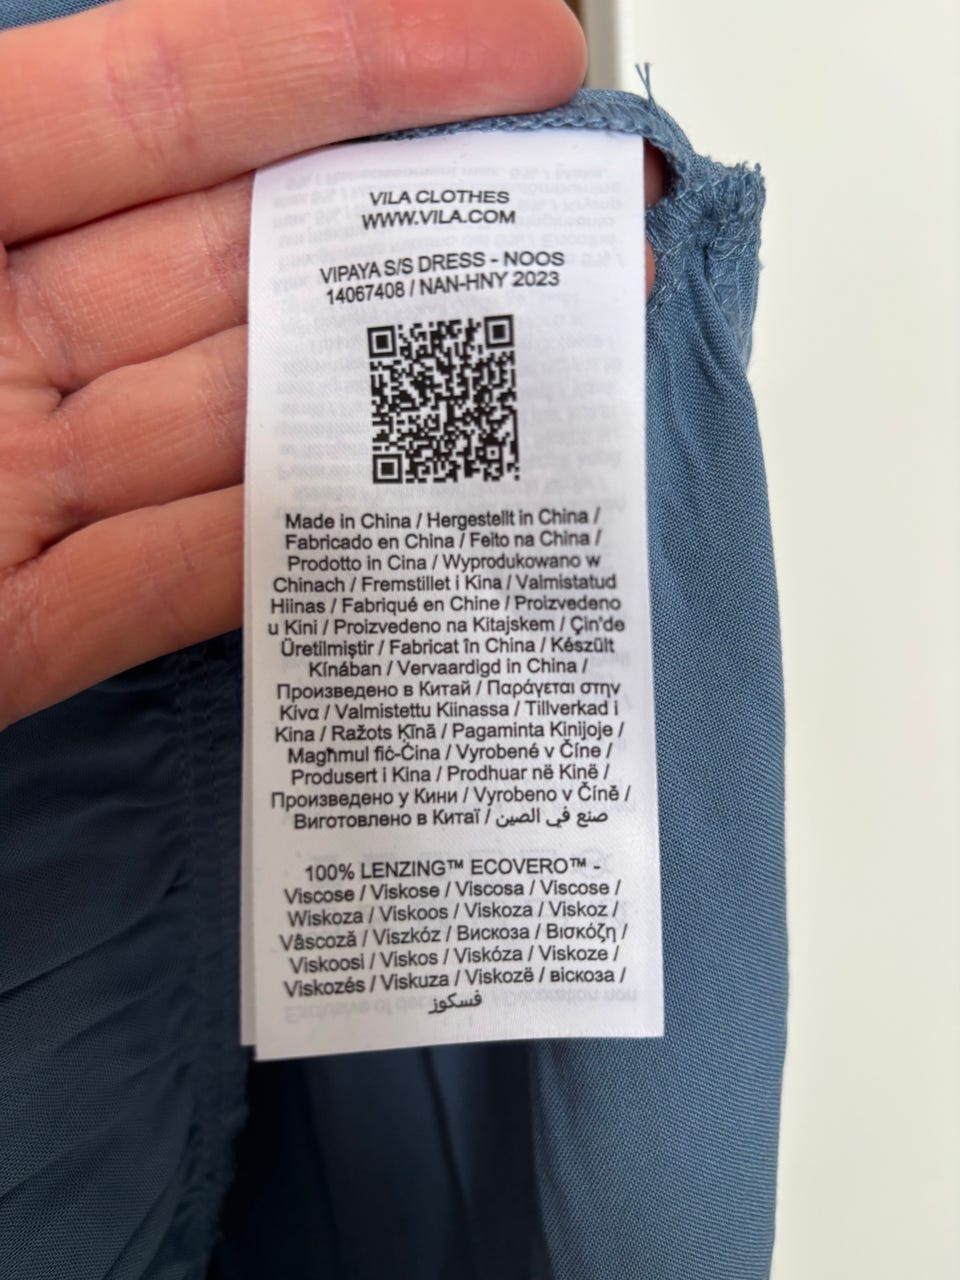 VILA CLOTHES
WWW.VILA.COM
VIPAYA S/S DRESS - NOOS
14067408 / NAN-HNY 2023
Made in China / Hergestellt in China /
Fabricado en China / Feito na China /
Prodotto in Cina / Wyprodukowano w
Chinach / Fremstillet i Kina / Valmistatud
Hiinas / Fabriqué en Chine / Proizvedeno
u Kini / Proizvedeno na Kitajskem / Çin'de
Üretilmiştir / Fabricat în China / Készült
Kínában / Vervaardigd in China /
Произведено в Китай / Παράγεται στην
Κίνα / Valmistettu Kiinassa / Tillverkad i
Kina / Ražots Ķīnā / Pagaminta Kinijoje /
Magħmul fiċ-Ċina / Vyrobené v Číne /
Produsert i Kina / Prodhuar në Kinë /
Произведено у Кини / Vyrobeno v Číně /
Виготовлено в Китаї / صنع في الصين
100% LENZING™ ECOVERO™ -
Viscose / Viskose / Viscosa / Viscose /
Wiskoza / Viskoos / Viskoza / Viskoz /
Vâscoză / Viszkóz / Вискоза / Βισκόζη /
Viskoosi / Viskos / Viskóza / Viskoze /
Viskozés / Viskuza / Viskozë / віскоза /
فسكوز